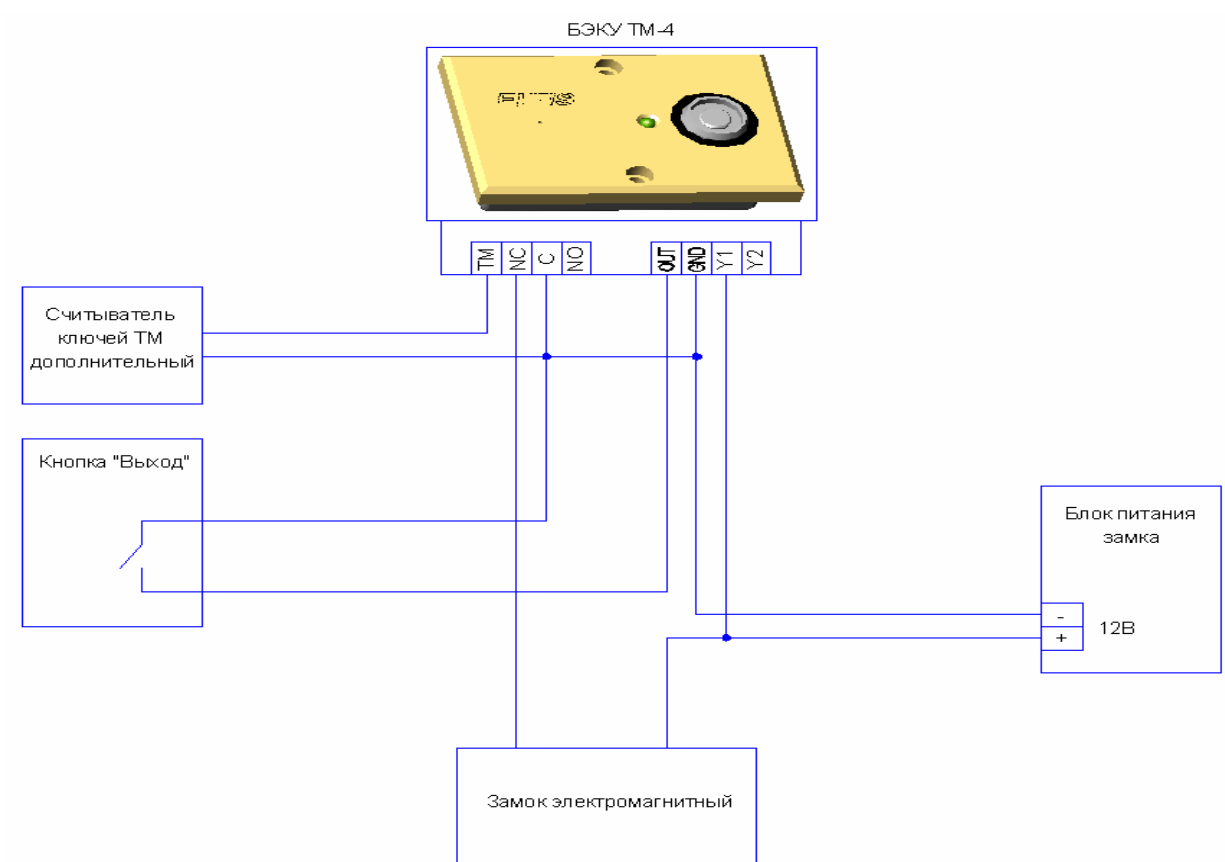 БЭКУ ТМ-4
ELTIS
TM
NC
C
NO
OUT
GND
Y1
Y2
Считыватель
ключей ТМ
дополнительный
Кнопка "Выход"
Блок питания
замка
-
+
12В
Замок электромагнитный